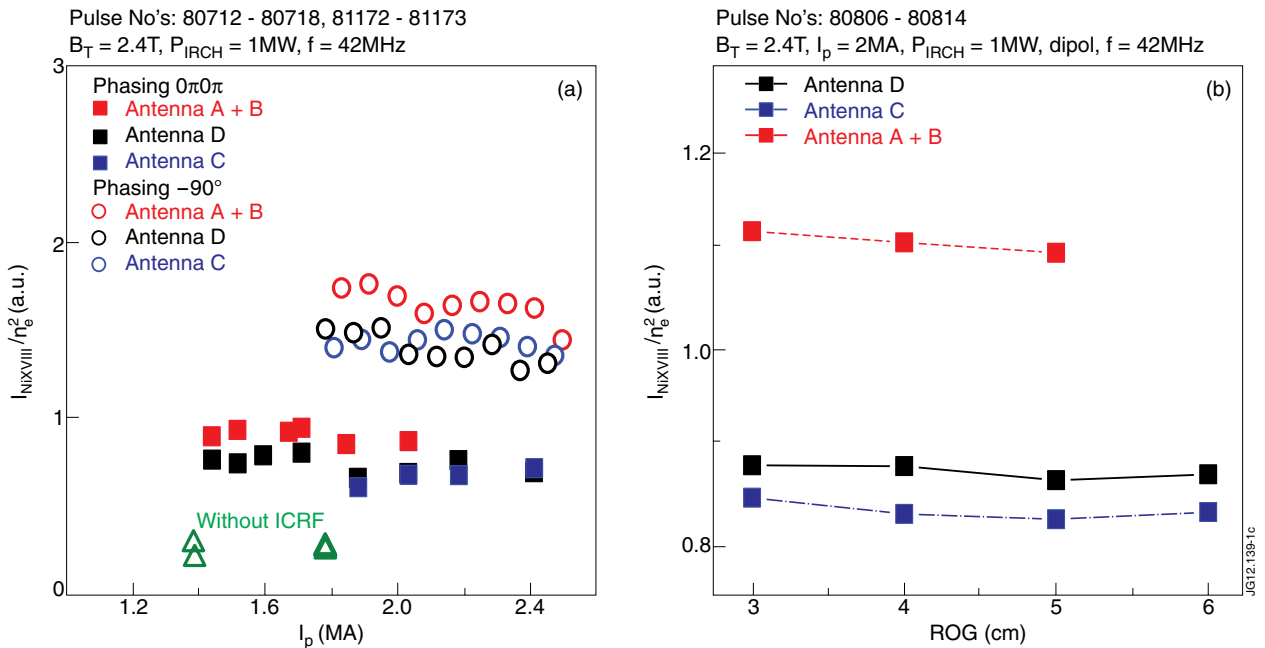 Pulse No's: 80712 - 80718, 81172 - 81173
B_T = 2.4T, P_IRCH = 1MW, f = 42MHz
3
2
1
0
I_NiXVIII / n_e^2 (a.u.)
Phasing 0π0π
Antenna A + B
Antenna D
Antenna C
Phasing –90°
Antenna A + B
Antenna D
Antenna C
(a)
Without ICRF
1.2 1.6 2.0 2.4
I_p (MA)
Pulse No's: 80806 - 80814
B_T = 2.4T, I_p = 2MA, P_IRCH = 1MW, dipol, f = 42MHz
Antenna D
Antenna C
Antenna A + B
(b)
1.2
1.0
0.8
I_NiXVIII / n_e^2 (a.u.)
3 4 5 6
ROG (cm)
JG12.139-1c